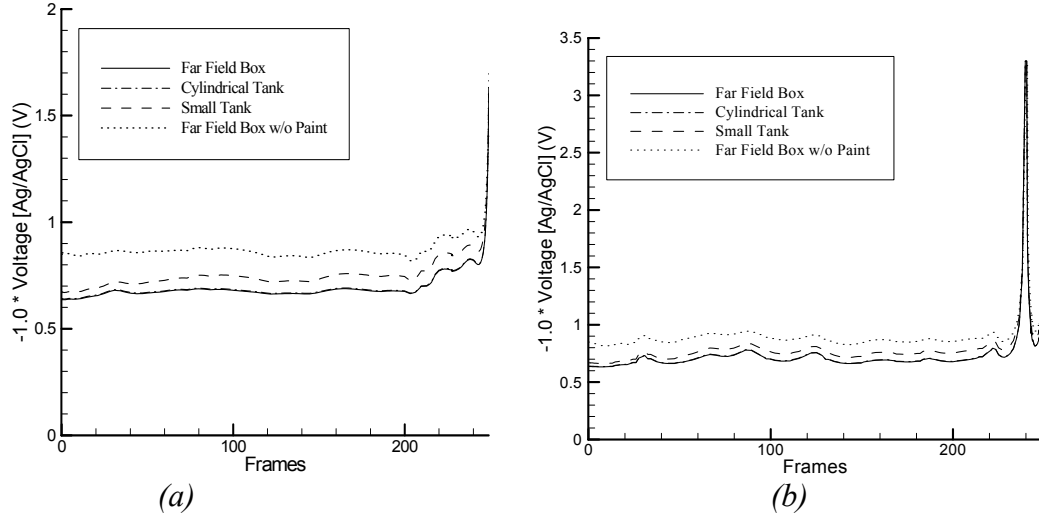 2
1.5
1
0.5
0
-1.0 * Voltage [Ag/AgCl] (V)
Far Field Box
Cylindrical Tank
Small Tank
Far Field Box w/o Paint
0
100
200
Frames
(a)
3.5
3
2.5
2
1.5
1
0.5
0
-1.0 * Voltage [Ag/AgCl] (V)
Far Field Box
Cylindrical Tank
Small Tank
Far Field Box w/o Paint
0
100
200
Frames
(b)